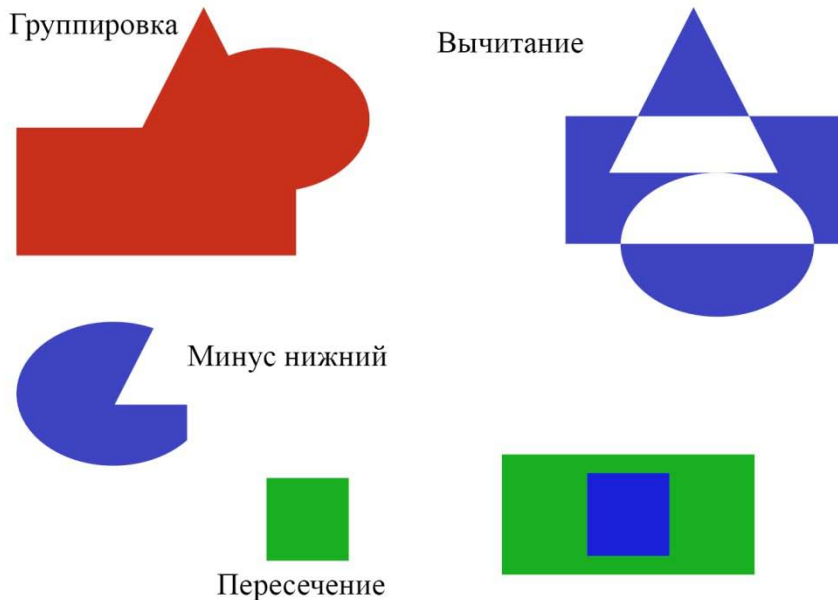 Группировка
Вычитание
Минус нижний
Пересечение